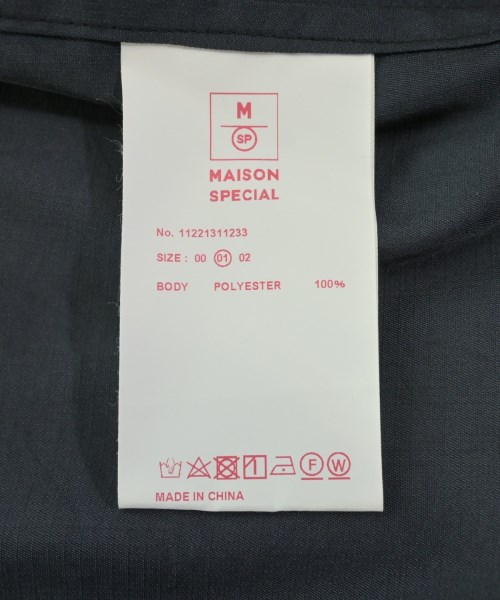 M
SP
MAISON
SPECIAL
No. 11221311233
SIZE : 00 01 02
BODY POLYESTER 100%
F W
MADE IN CHINA